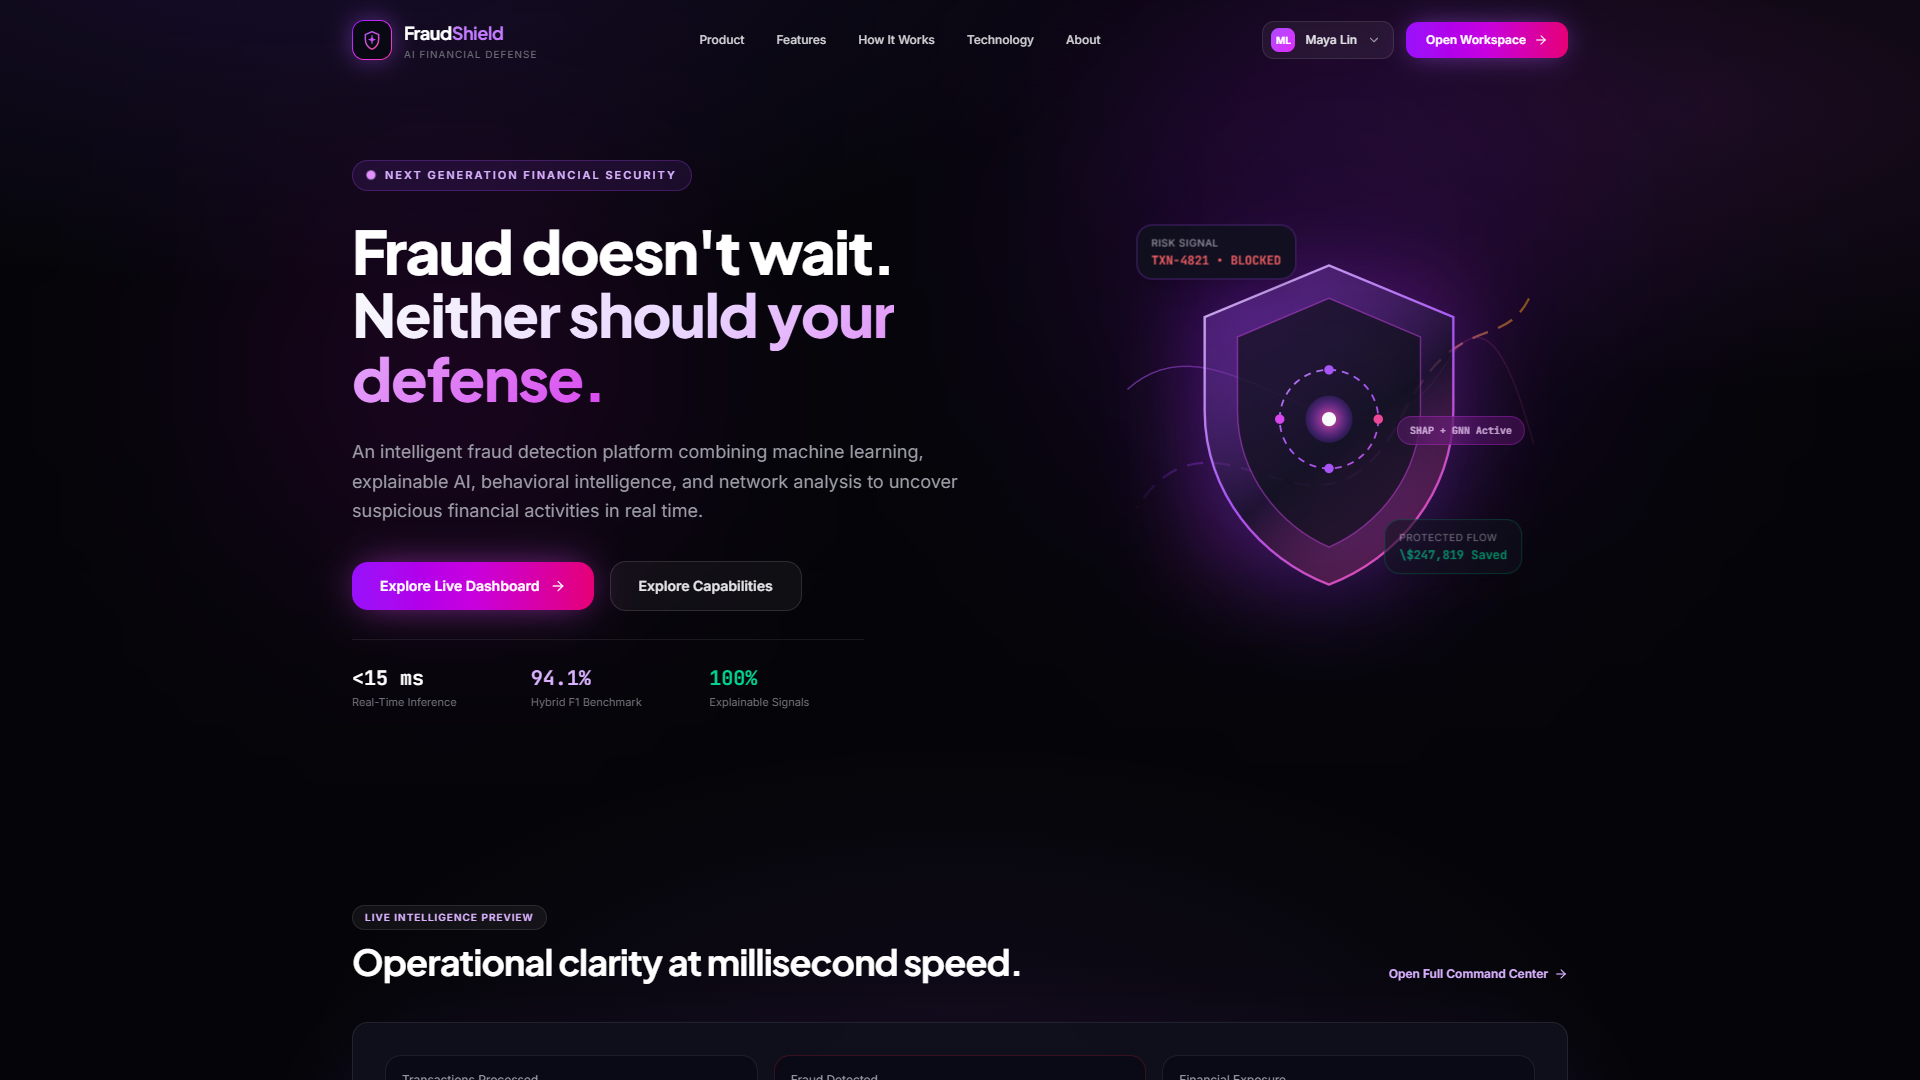 FraudShield
AI FINANCIAL DEFENSE
Product
Features
How It Works
Technology
About
ML
Maya Lin
Open Workspace
NEXT GENERATION FINANCIAL SECURITY
Fraud doesn't wait.
Neither should your
defense.
An intelligent fraud detection platform combining machine learning,
explainable AI, behavioral intelligence, and network analysis to uncover
suspicious financial activities in real time.
Explore Live Dashboard
Explore Capabilities
<15 ms
Real-Time Inference
94.1%
Hybrid F1 Benchmark
100%
Explainable Signals
RISK SIGNAL
TXN-4821 • BLOCKED
SHAP + GNN Active
PROTECTED FLOW
\$247,819 Saved
LIVE INTELLIGENCE PREVIEW
Operational clarity at millisecond speed.
Open Full Command Center
Transactions Processed
Fraud Detected
Financial Exposure